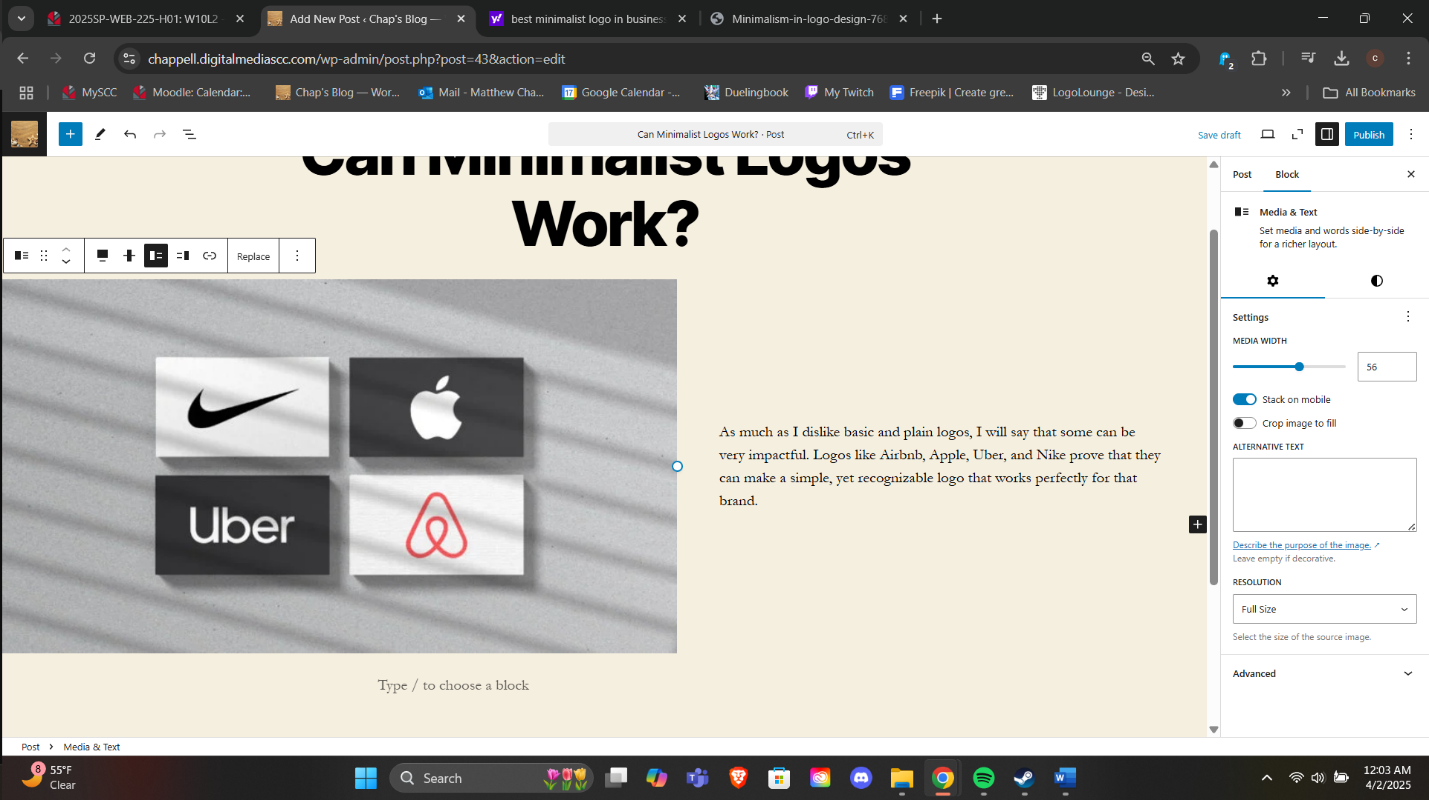 2025SP-WEB-225-H01: W10L2
Add New Post ‹ Chap's Blog —
best minimalist logo in busines
Minimalism-in-logo-design-768
chappell.digitalmediascc.com/wp-admin/post.php?post=43&action=edit
2
c
MySCC
Moodle: Calendar:...
Chap's Blog — Wor...
Mail - Matthew Cha...
17
Google Calendar -...
Duelingbook
My Twitch
Freepik | Create gre...
LogoLounge - Desi...
All Bookmarks
Can Minimalist Logos Work? · Post
Ctrl+K
Save draft
Publish
Can Minimalist Logos
Work?
Replace
Uber
As much as I dislike basic and plain logos, I will say that some can be
very impactful. Logos like Airbnb, Apple, Uber, and Nike prove that they
can make a simple, yet recognizable logo that works perfectly for that
brand.
Type / to choose a block
Post
Block
Media & Text
Set media and words side-by-side
for a richer layout.
Settings
MEDIA WIDTH
56
Stack on mobile
Crop image to fill
ALTERNATIVE TEXT
Describe the purpose of the image.
Leave empty if decorative.
RESOLUTION
Full Size
Select the size of the source image.
Advanced
Post › Media & Text
8
55°F
Clear
Search
12:03 AM
4/2/2025